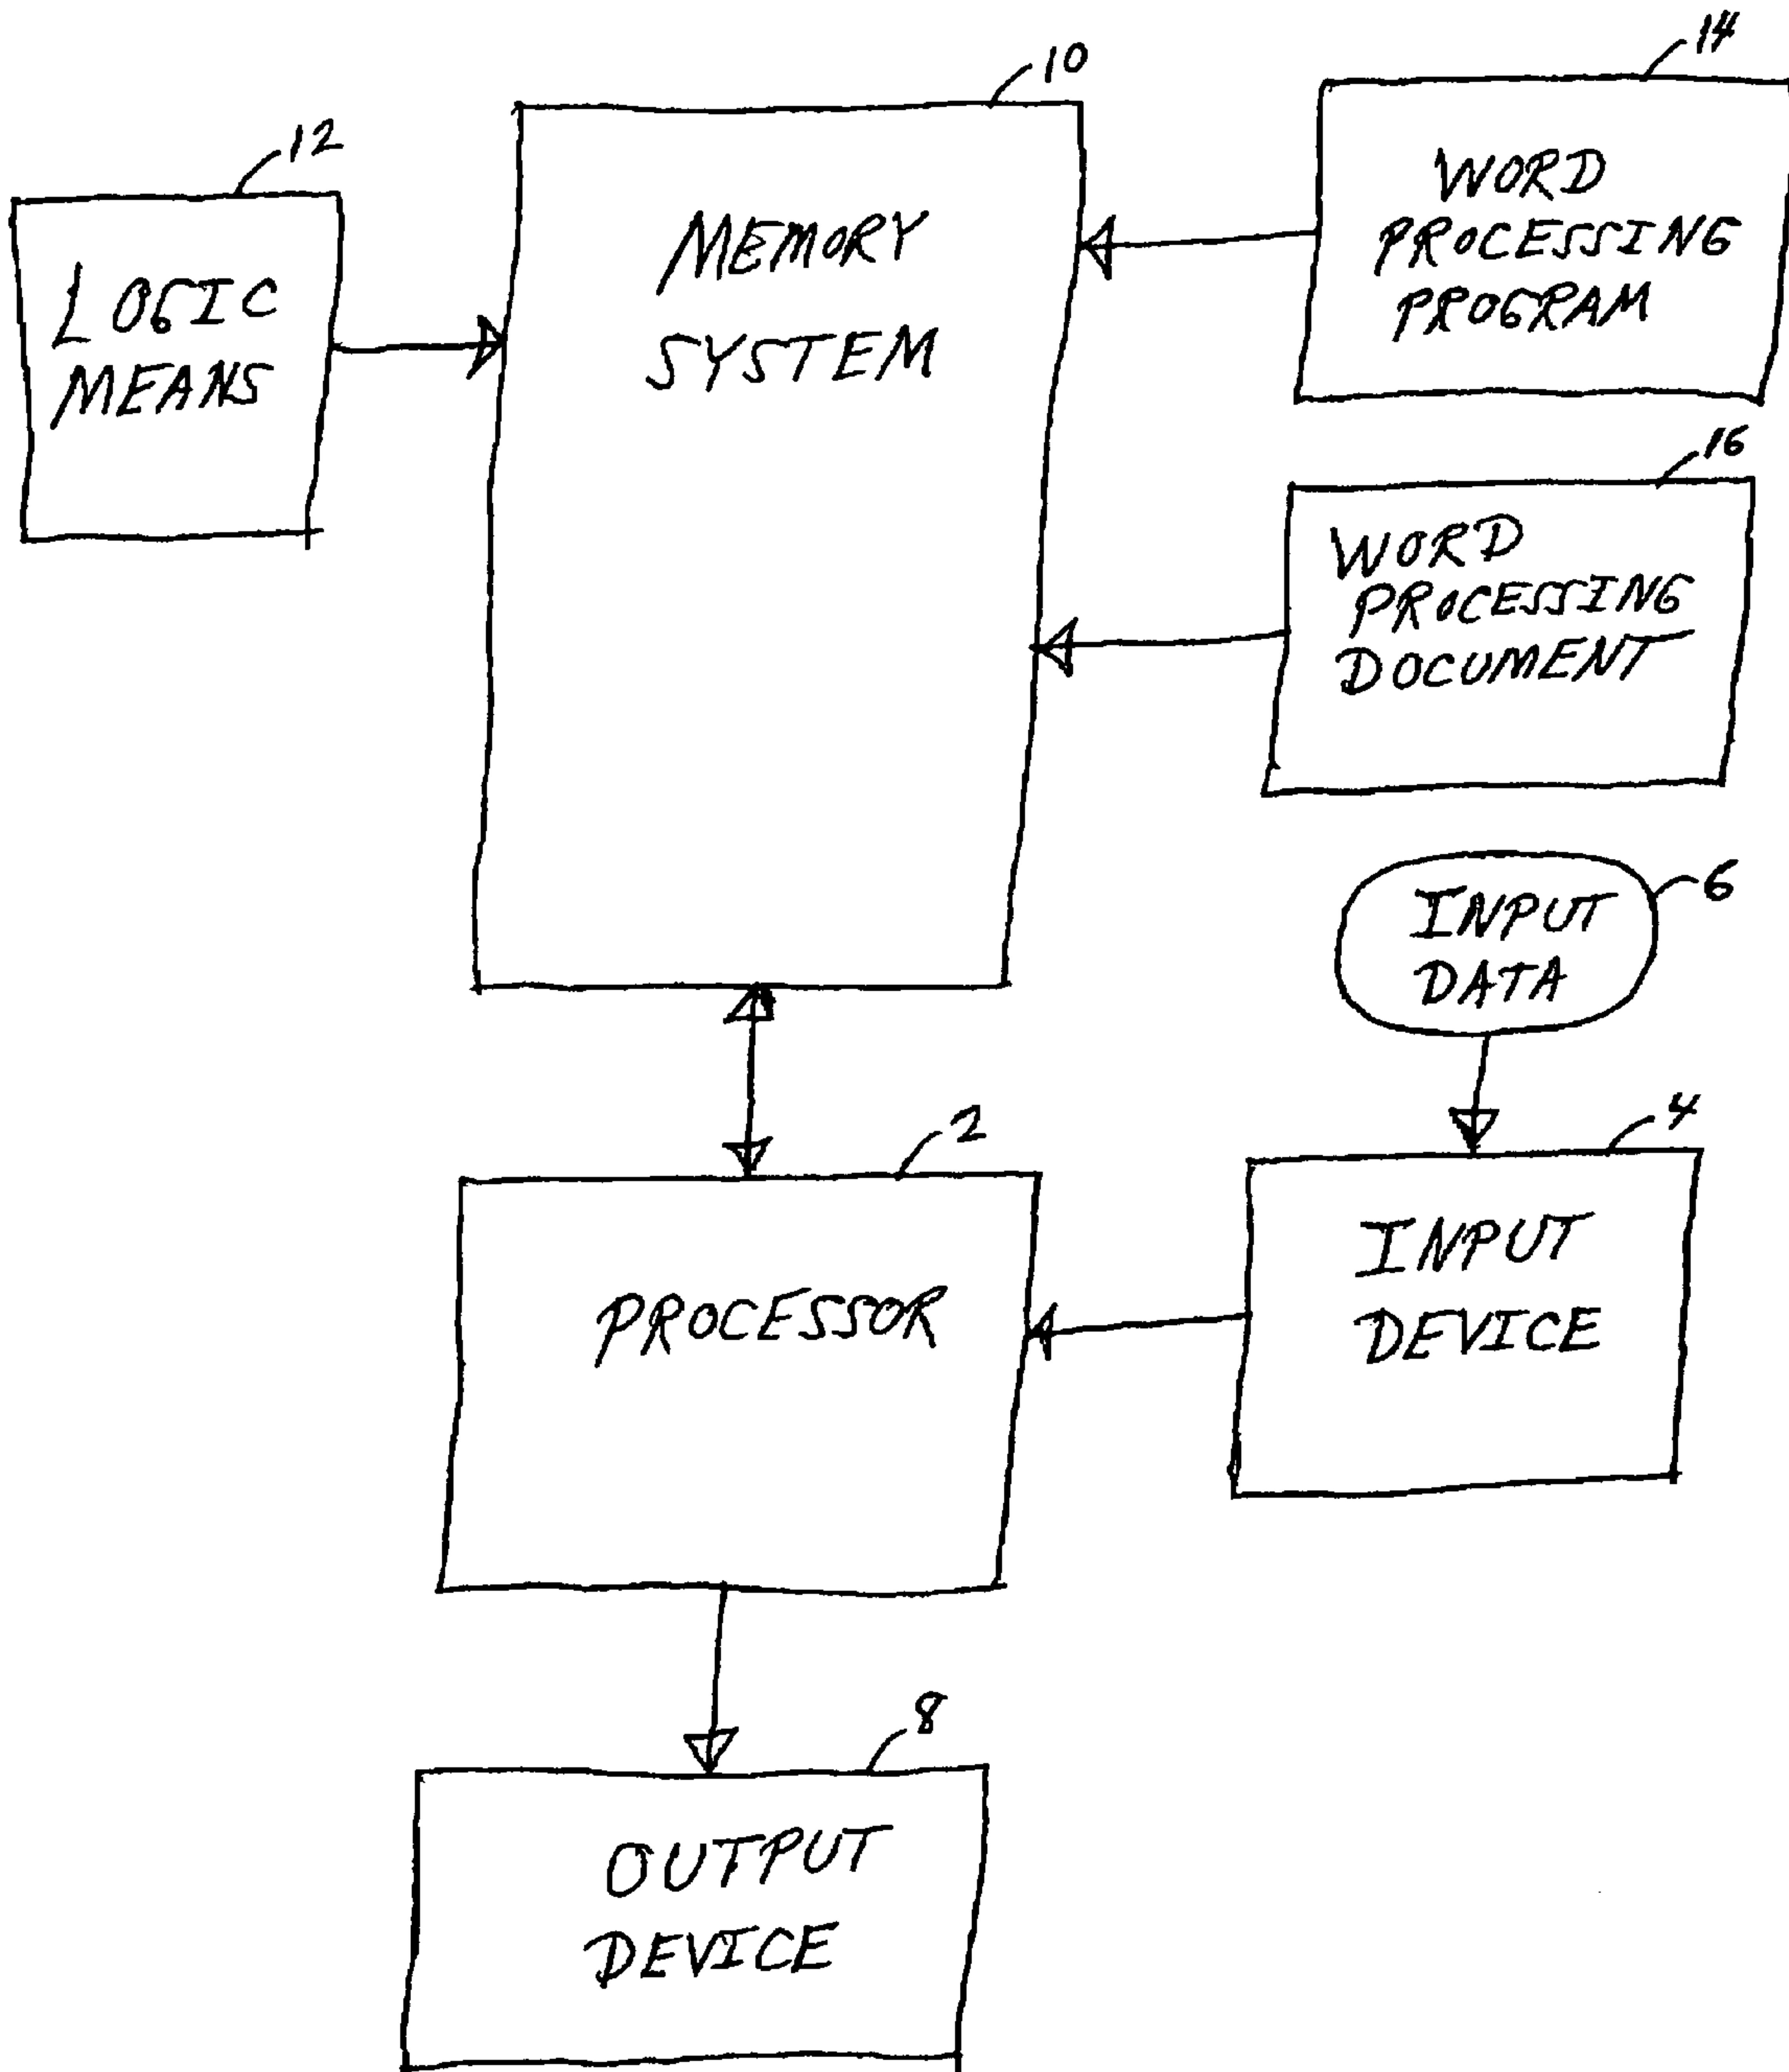 14
10
12
WORD
PROCESSING
PROGRAM
MEMORY
SYSTEM
LOGIC
MEANS
16
WORD
PROCESSING
DOCUMENT
6
INPUT
DATA
2
4
PROCESSOR
INPUT
DEVICE
8
OUTPUT
DEVICE